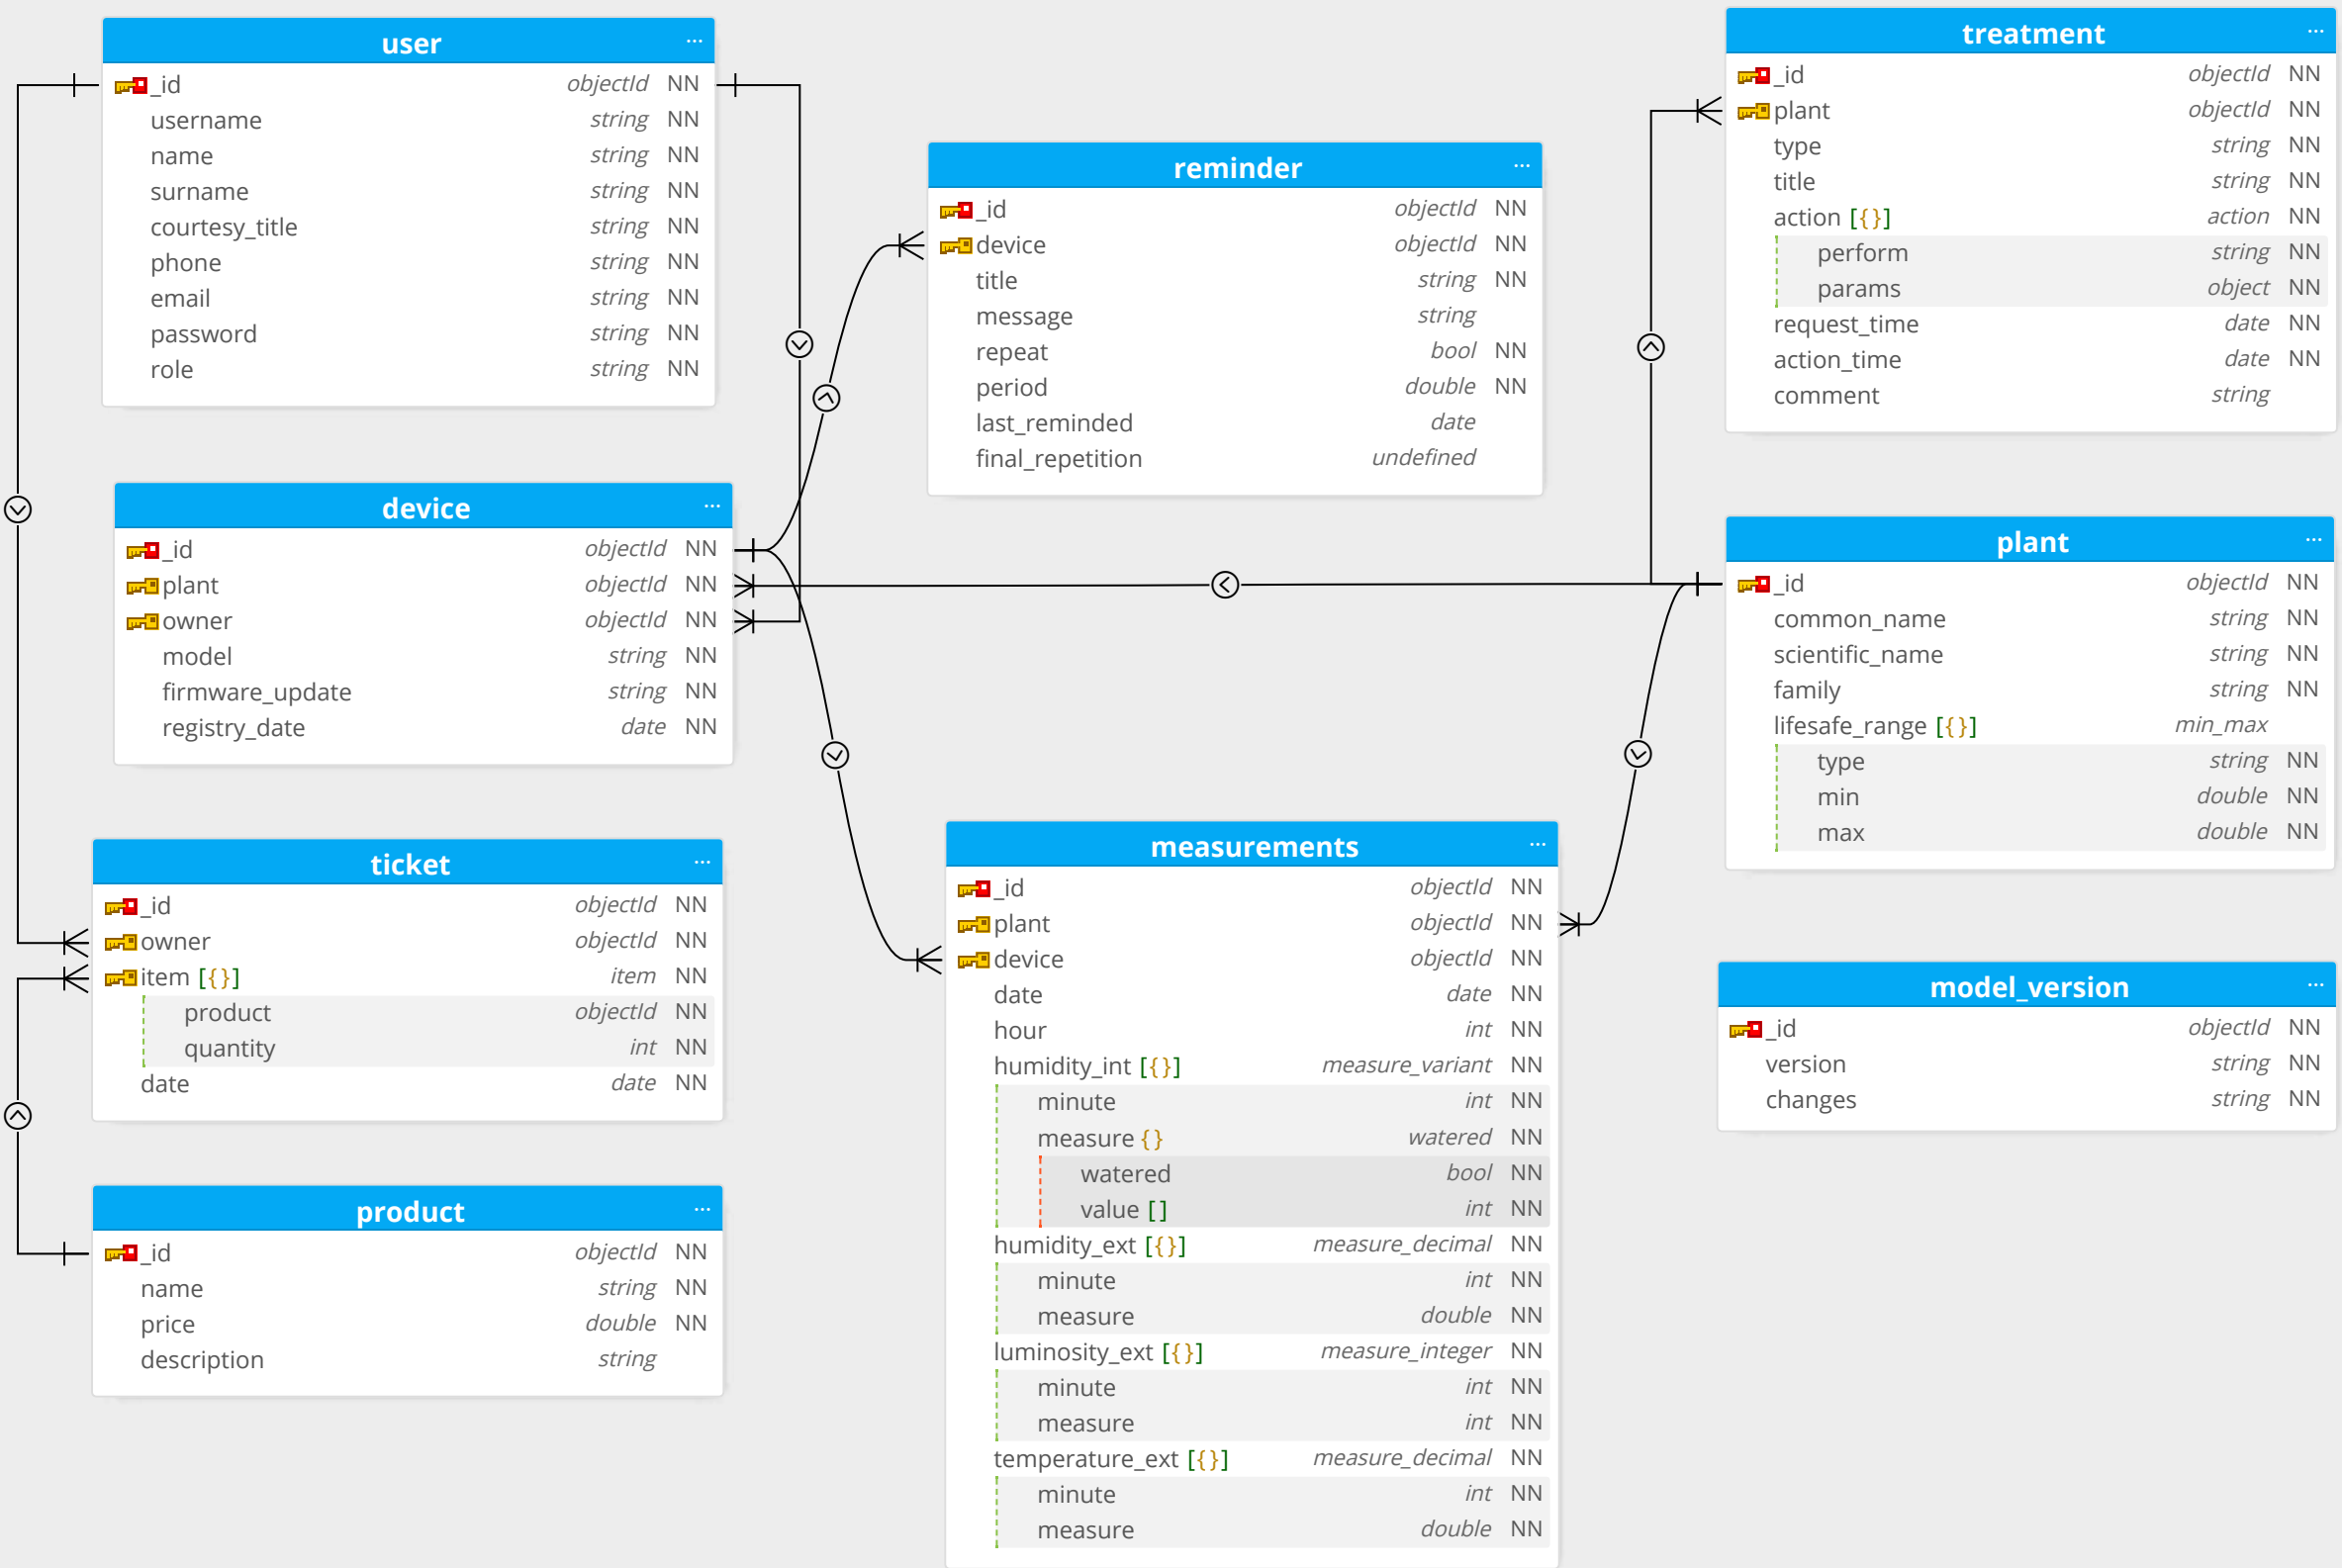 user ...
_id objectId NN
username string NN
name string NN
surname string NN
courtesy_title string NN
phone string NN
email string NN
password string NN
role string NN
device ...
_id objectId NN
plant objectId NN
owner objectId NN
model string NN
firmware_update string NN
registry_date date NN
ticket ...
_id objectId NN
owner objectId NN
item [{}] item NN
product objectId NN
quantity int NN
date date NN
product ...
_id objectId NN
name string NN
price double NN
description string
reminder ...
_id objectId NN
device objectId NN
title string NN
message string
repeat bool NN
period double NN
last_reminded date
final_repetition undefined
measurements ...
_id objectId NN
plant objectId NN
device objectId NN
date date NN
hour int NN
humidity_int [{}] measure_variant NN
minute int NN
measure {} watered NN
watered bool NN
value [] int NN
humidity_ext [{}] measure_decimal NN
minute int NN
measure double NN
luminosity_ext [{}] measure_integer NN
minute int NN
measure int NN
temperature_ext [{}] measure_decimal NN
minute int NN
measure double NN
treatment ...
_id objectId NN
plant objectId NN
type string NN
title string NN
action [{}] action NN
perform string NN
params object NN
request_time date NN
action_time date NN
comment string
plant ...
_id objectId NN
common_name string NN
scientific_name string NN
family string NN
lifesafe_range [{}] min_max
type string NN
min double NN
max double NN
model_version ...
_id objectId NN
version string NN
changes string NN